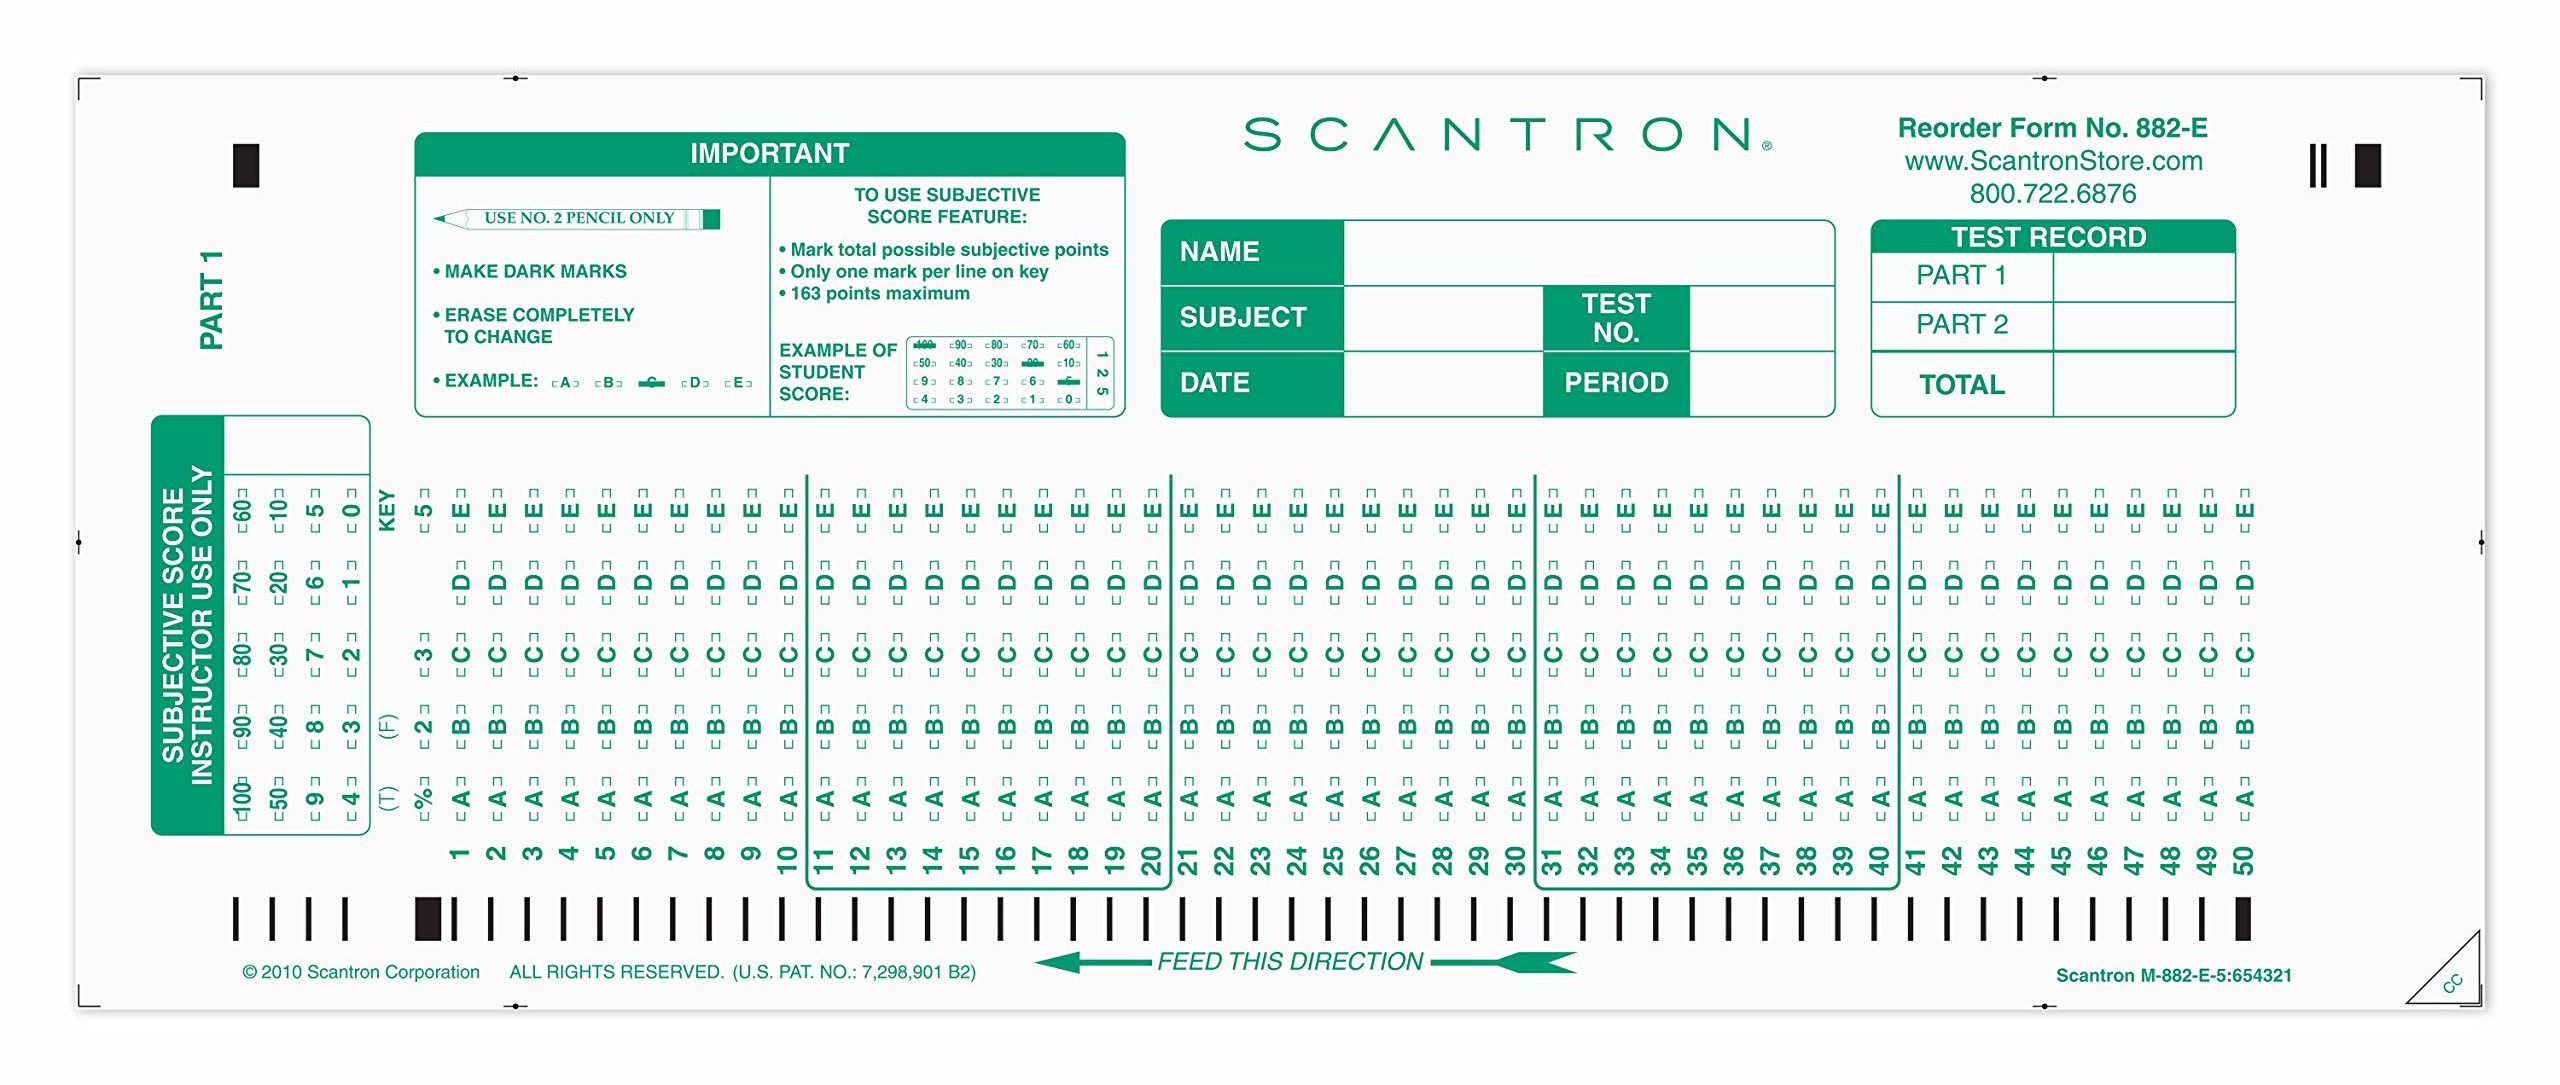 PART 1
IMPORTANT
USE NO. 2 PENCIL ONLY
• MAKE DARK MARKS
• ERASE COMPLETELY
TO CHANGE
• EXAMPLE: A B C D E
TO USE SUBJECTIVE
SCORE FEATURE:
• Mark total possible subjective points
• Only one mark per line on key
• 163 points maximum
EXAMPLE OF
STUDENT
SCORE:
100 90 80 70 60
50 40 30 20 10
9 8 7 6 5
4 3 2 1 0
1 2 5
SCANTRON®
Reorder Form No. 882-E
www.ScantronStore.com
800.722.6876
NAME
SUBJECT
TEST
NO.
DATE
PERIOD
TEST RECORD
PART 1
PART 2
TOTAL
SUBJECTIVE SCORE
INSTRUCTOR USE ONLY
100 90 80 70 60
50 40 30 20 10
9 8 7 6 5
4 3 2 1 0
(T) (F) KEY
% 2 3 5
1 A B C D E
2 A B C D E
3 A B C D E
4 A B C D E
5 A B C D E
6 A B C D E
7 A B C D E
8 A B C D E
9 A B C D E
10 A B C D E
11 A B C D E
12 A B C D E
13 A B C D E
14 A B C D E
15 A B C D E
16 A B C D E
17 A B C D E
18 A B C D E
19 A B C D E
20 A B C D E
21 A B C D E
22 A B C D E
23 A B C D E
24 A B C D E
25 A B C D E
26 A B C D E
27 A B C D E
28 A B C D E
29 A B C D E
30 A B C D E
31 A B C D E
32 A B C D E
33 A B C D E
34 A B C D E
35 A B C D E
36 A B C D E
37 A B C D E
38 A B C D E
39 A B C D E
40 A B C D E
41 A B C D E
42 A B C D E
43 A B C D E
44 A B C D E
45 A B C D E
46 A B C D E
47 A B C D E
48 A B C D E
49 A B C D E
50 A B C D E
FEED THIS DIRECTION
© 2010 Scantron Corporation ALL RIGHTS RESERVED. (U.S. PAT. NO.: 7,298,901 B2)
Scantron M-882-E-5:654321
CC